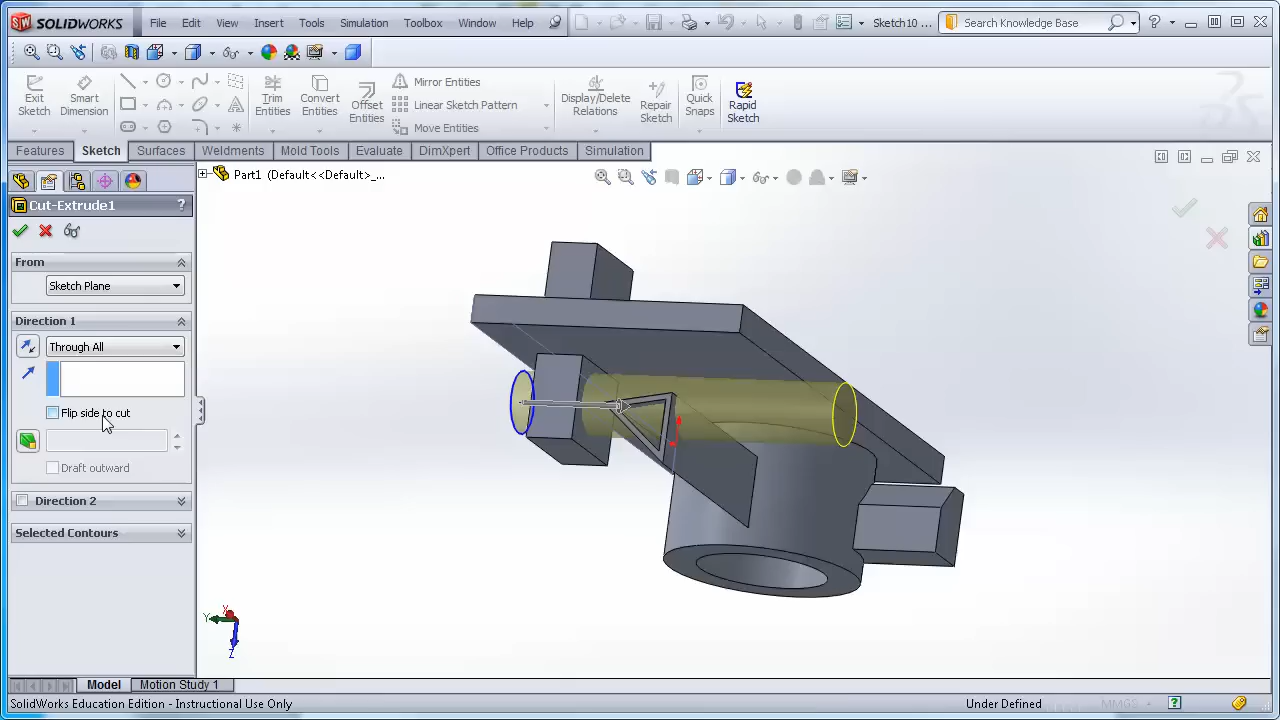 SOLIDWORKS File Edit View Insert Tools Simulation Toolbox Window Help Sketch10 ... Search Knowledge Base ?
Exit Sketch
Smart Dimension
Trim Entities
Convert Entities
Offset Entities
Mirror Entities
Linear Sketch Pattern
Move Entities
Display/Delete Relations
Repair Sketch
Quick Snaps
Rapid Sketch
Features Sketch Surfaces Weldments Mold Tools Evaluate DimXpert Office Products Simulation
Part1 (Default<<Default>_...
Cut-Extrude1 ?
From
Sketch Plane
Direction 1
Through All
Flip side to cut
Draft outward
Direction 2
Selected Contours
X
Y
Z
Model Motion Study 1
SolidWorks Education Edition - Instructional Use Only Under Defined MMGS ?